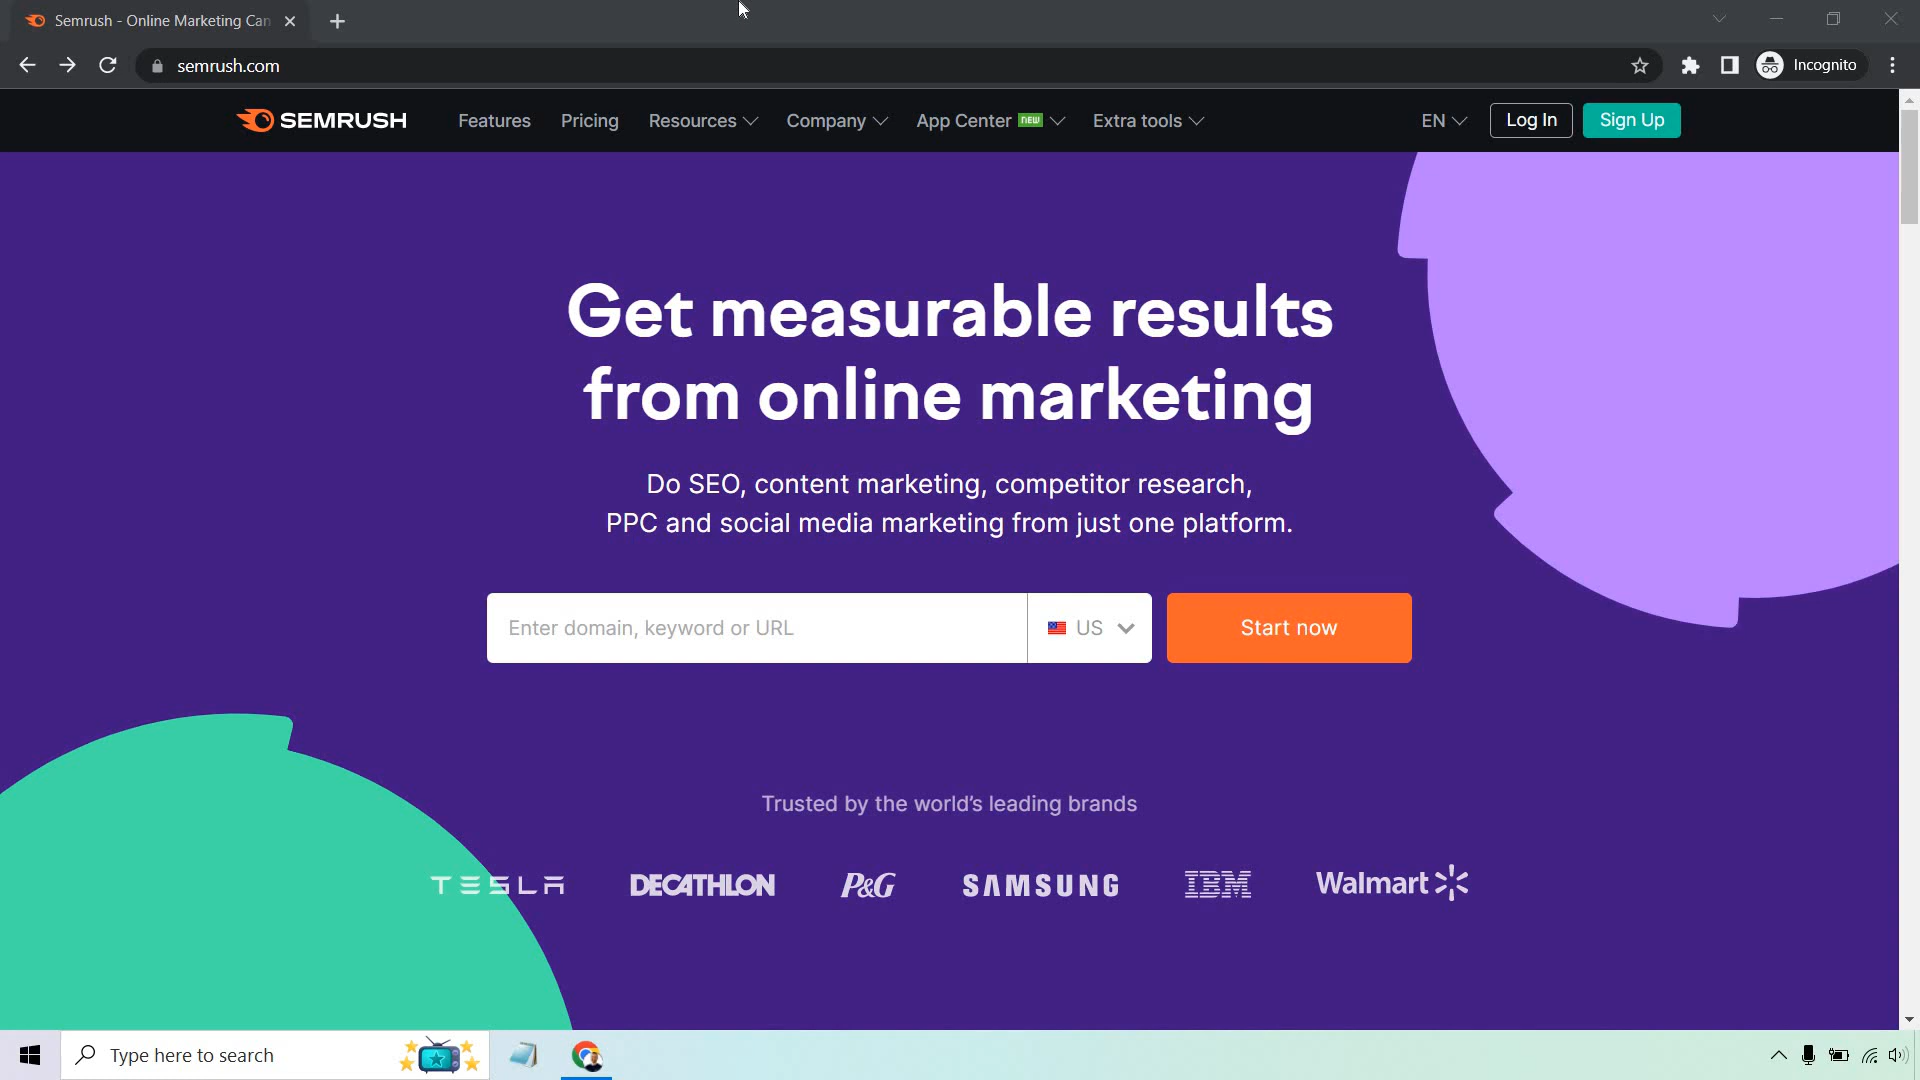 Semrush - Online Marketing Can
semrush.com
Incognito
SEMRUSH
Features
Pricing
Resources
Company
App Center new
Extra tools
EN
Log In
Sign Up
Get measurable results
from online marketing
Do SEO, content marketing, competitor research,
PPC and social media marketing from just one platform.
Enter domain, keyword or URL
US
Start now
Trusted by the world's leading brands
TESLA
DECATHLON
P&G
SAMSUNG
IBM
Walmart
Type here to search